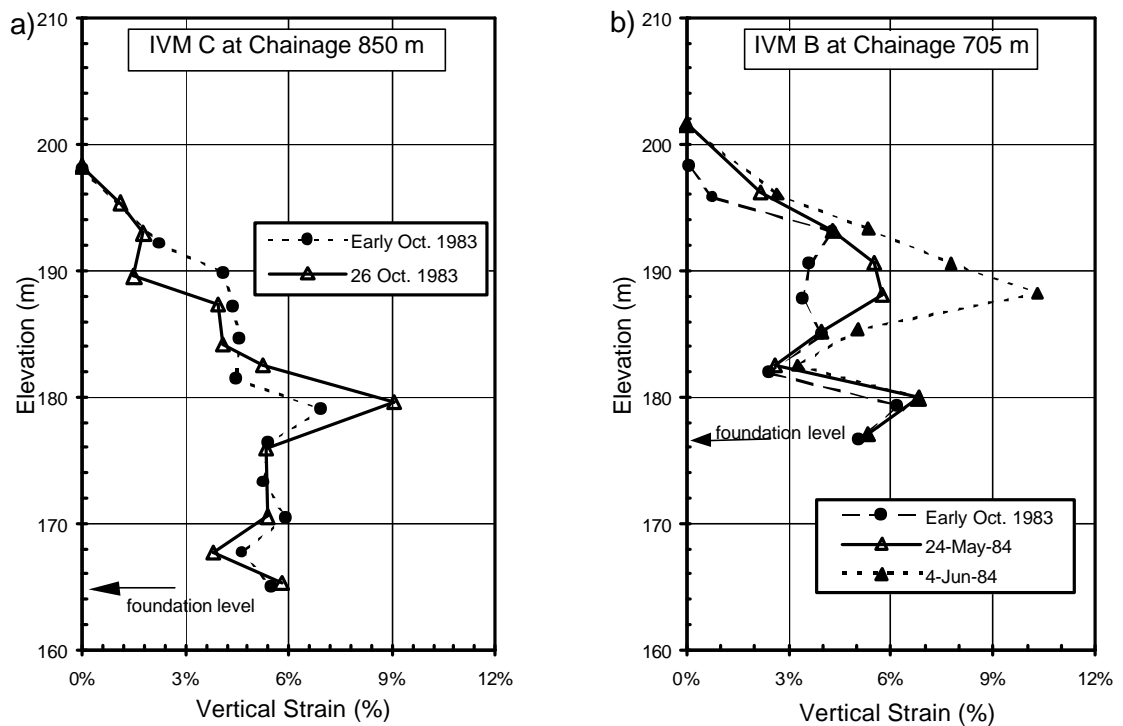 a)
IVM C at Chainage 850 m
210
200
190
180
170
160
Elevation (m)
Early Oct. 1983
26 Oct. 1983
foundation level
0% 3% 6% 9% 12%
Vertical Strain (%)
b)
IVM B at Chainage 705 m
210
200
190
180
170
160
Elevation (m)
foundation level
Early Oct. 1983
24-May-84
4-Jun-84
0% 3% 6% 9% 12%
Vertical Strain (%)